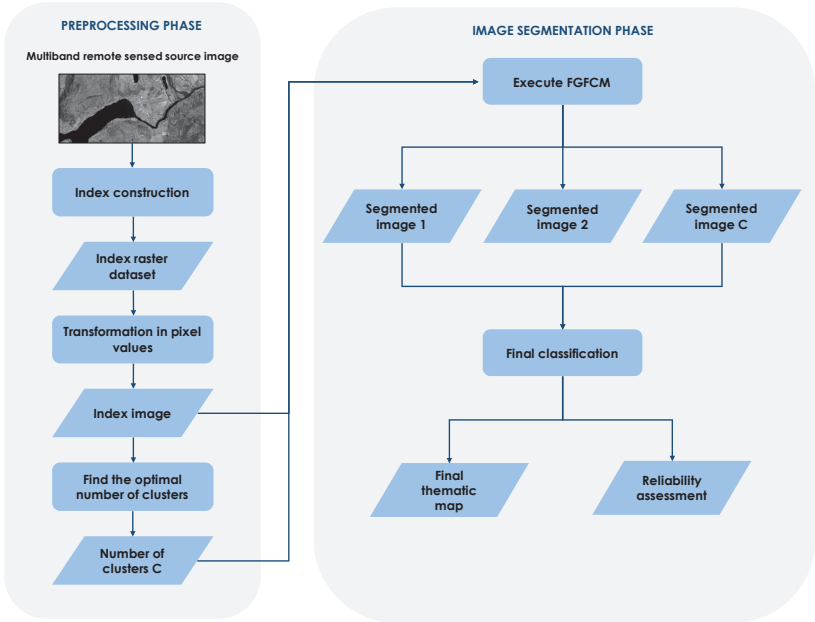 PREPROCESSING PHASE
Multiband remote sensed source image
Index construction
Index raster
dataset
Transformation in pixel
values
Index image
Find the optimal
number of clusters
Number of
clusters C
IMAGE SEGMENTATION PHASE
Execute FGFCM
Segmented
image 1
Segmented
image 2
Segmented
image C
Final classification
Final
thematic
map
Reliability
assessment